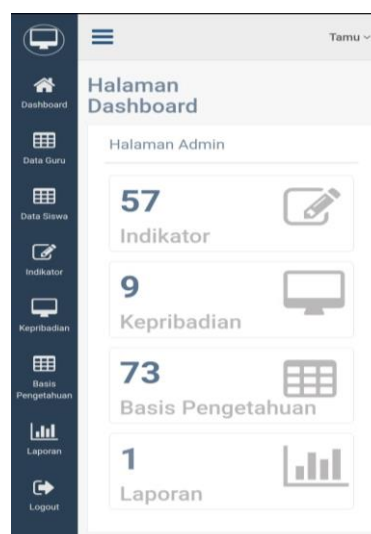 Tamu
Dashboard
Data Guru
Data Siswa
Indikator
Kepribadian
Basis
Pengetahuan
Laporan
Logout
Halaman
Dashboard
Halaman Admin
57
Indikator
9
Kepribadian
73
Basis Pengetahuan
1
Laporan